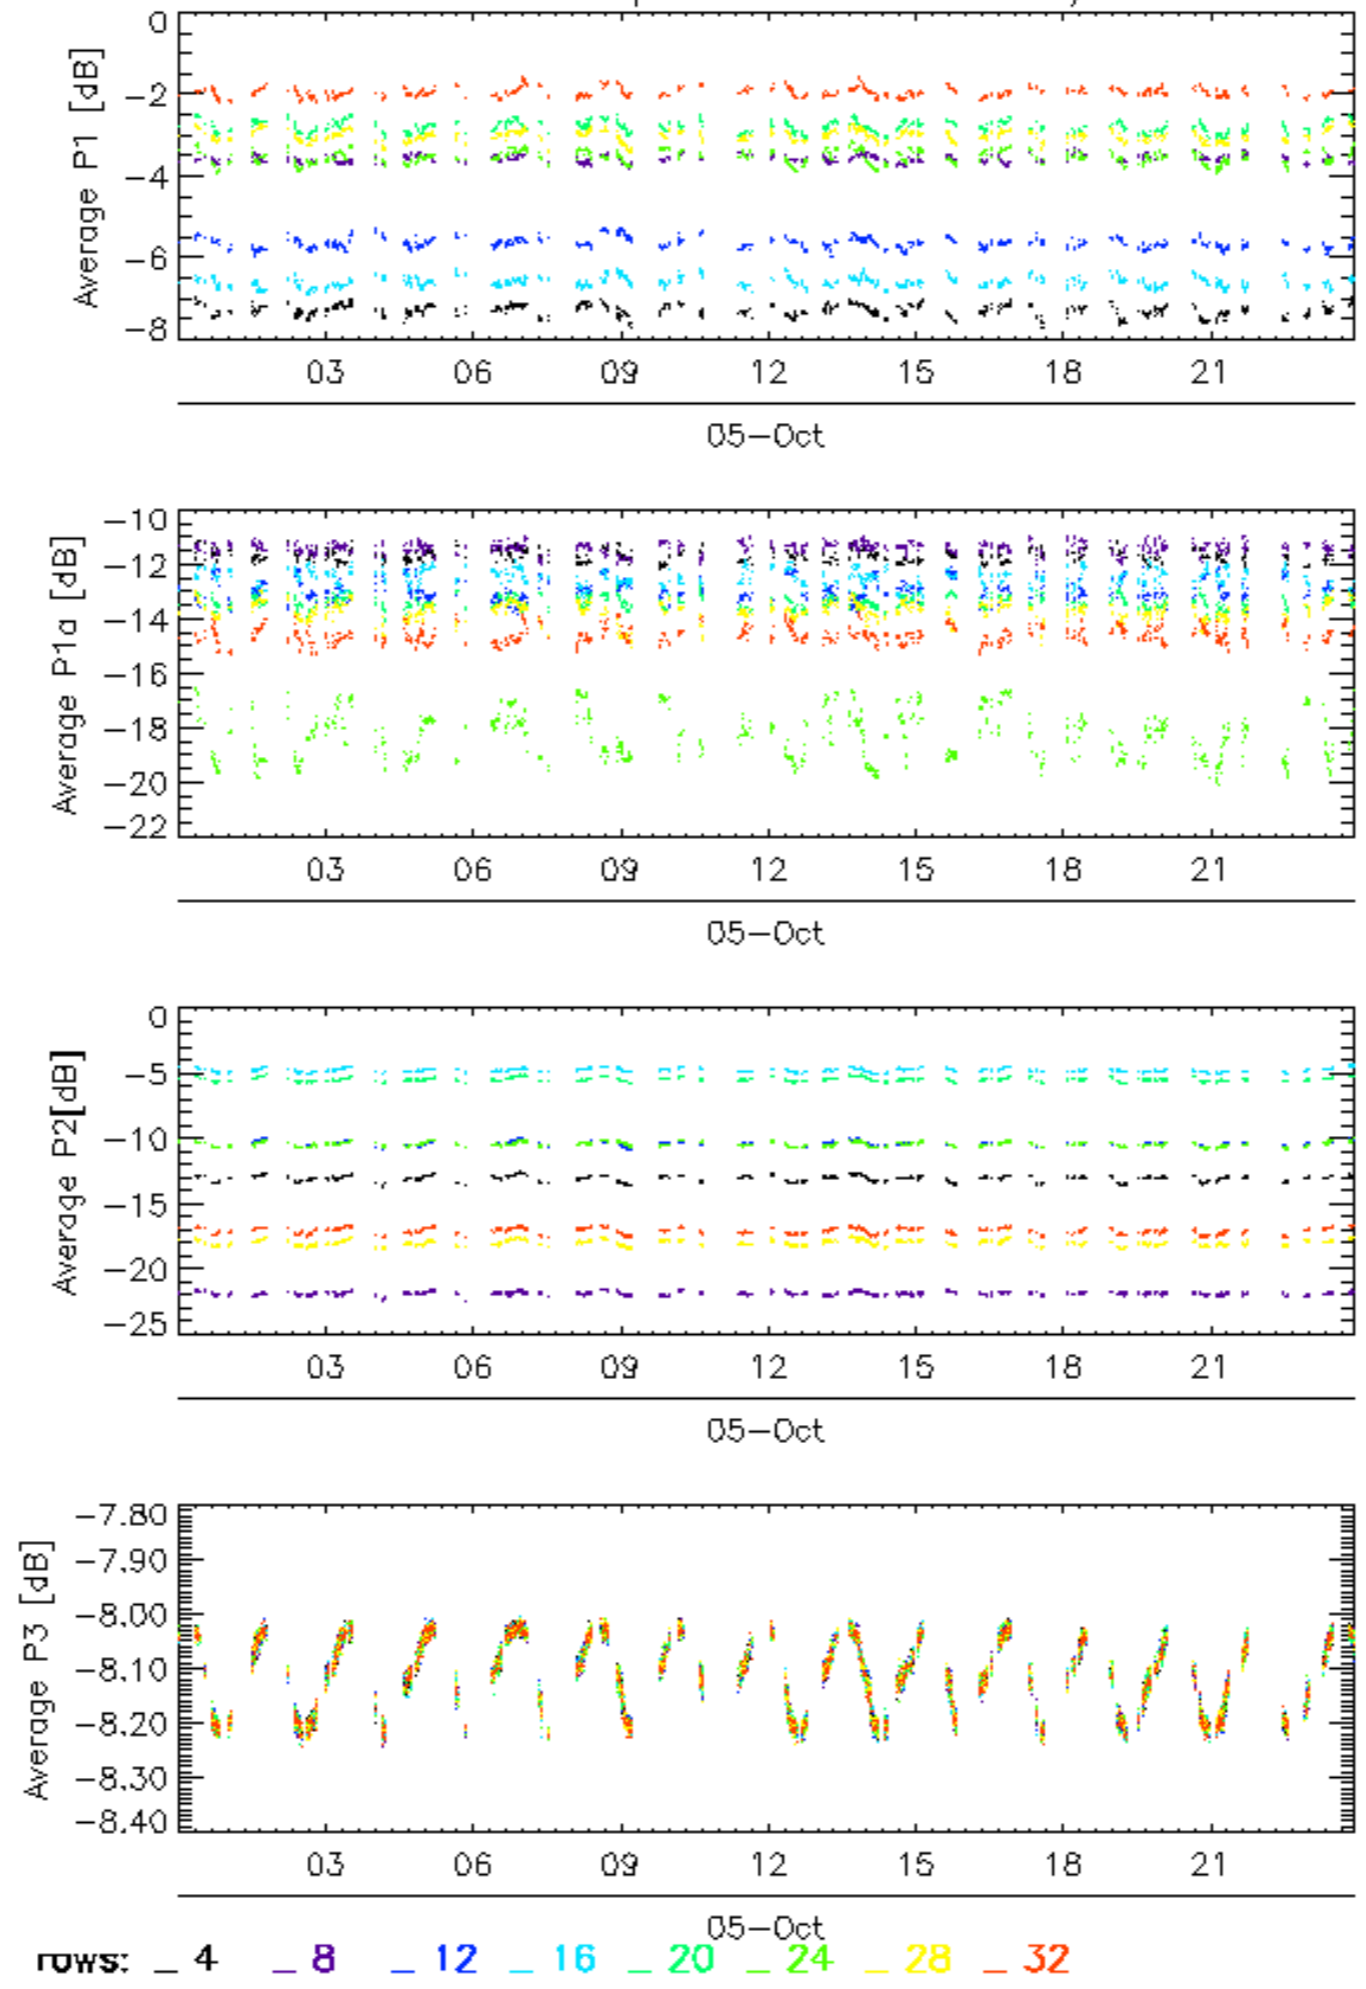 Average P1 [dB]
0
−2
−4
−6
−8
03 06 09 12 15 18 21
05−Oct
Average P1a [dB]
−10
−12
−14
−16
−18
−20
−22
03 06 09 12 15 18 21
05−Oct
Average P2[dB]
0
−5
−10
−15
−20
−25
03 06 09 12 15 18 21
05−Oct
Average P3 [dB]
−7.80
−7.90
−8.00
−8.10
−8.20
−8.30
−8.40
03 06 09 12 15 18 21
05−Oct
rows: _ 4 _ 8 _ 12 _ 16 _ 20 _ 24 _ 28 _ 32